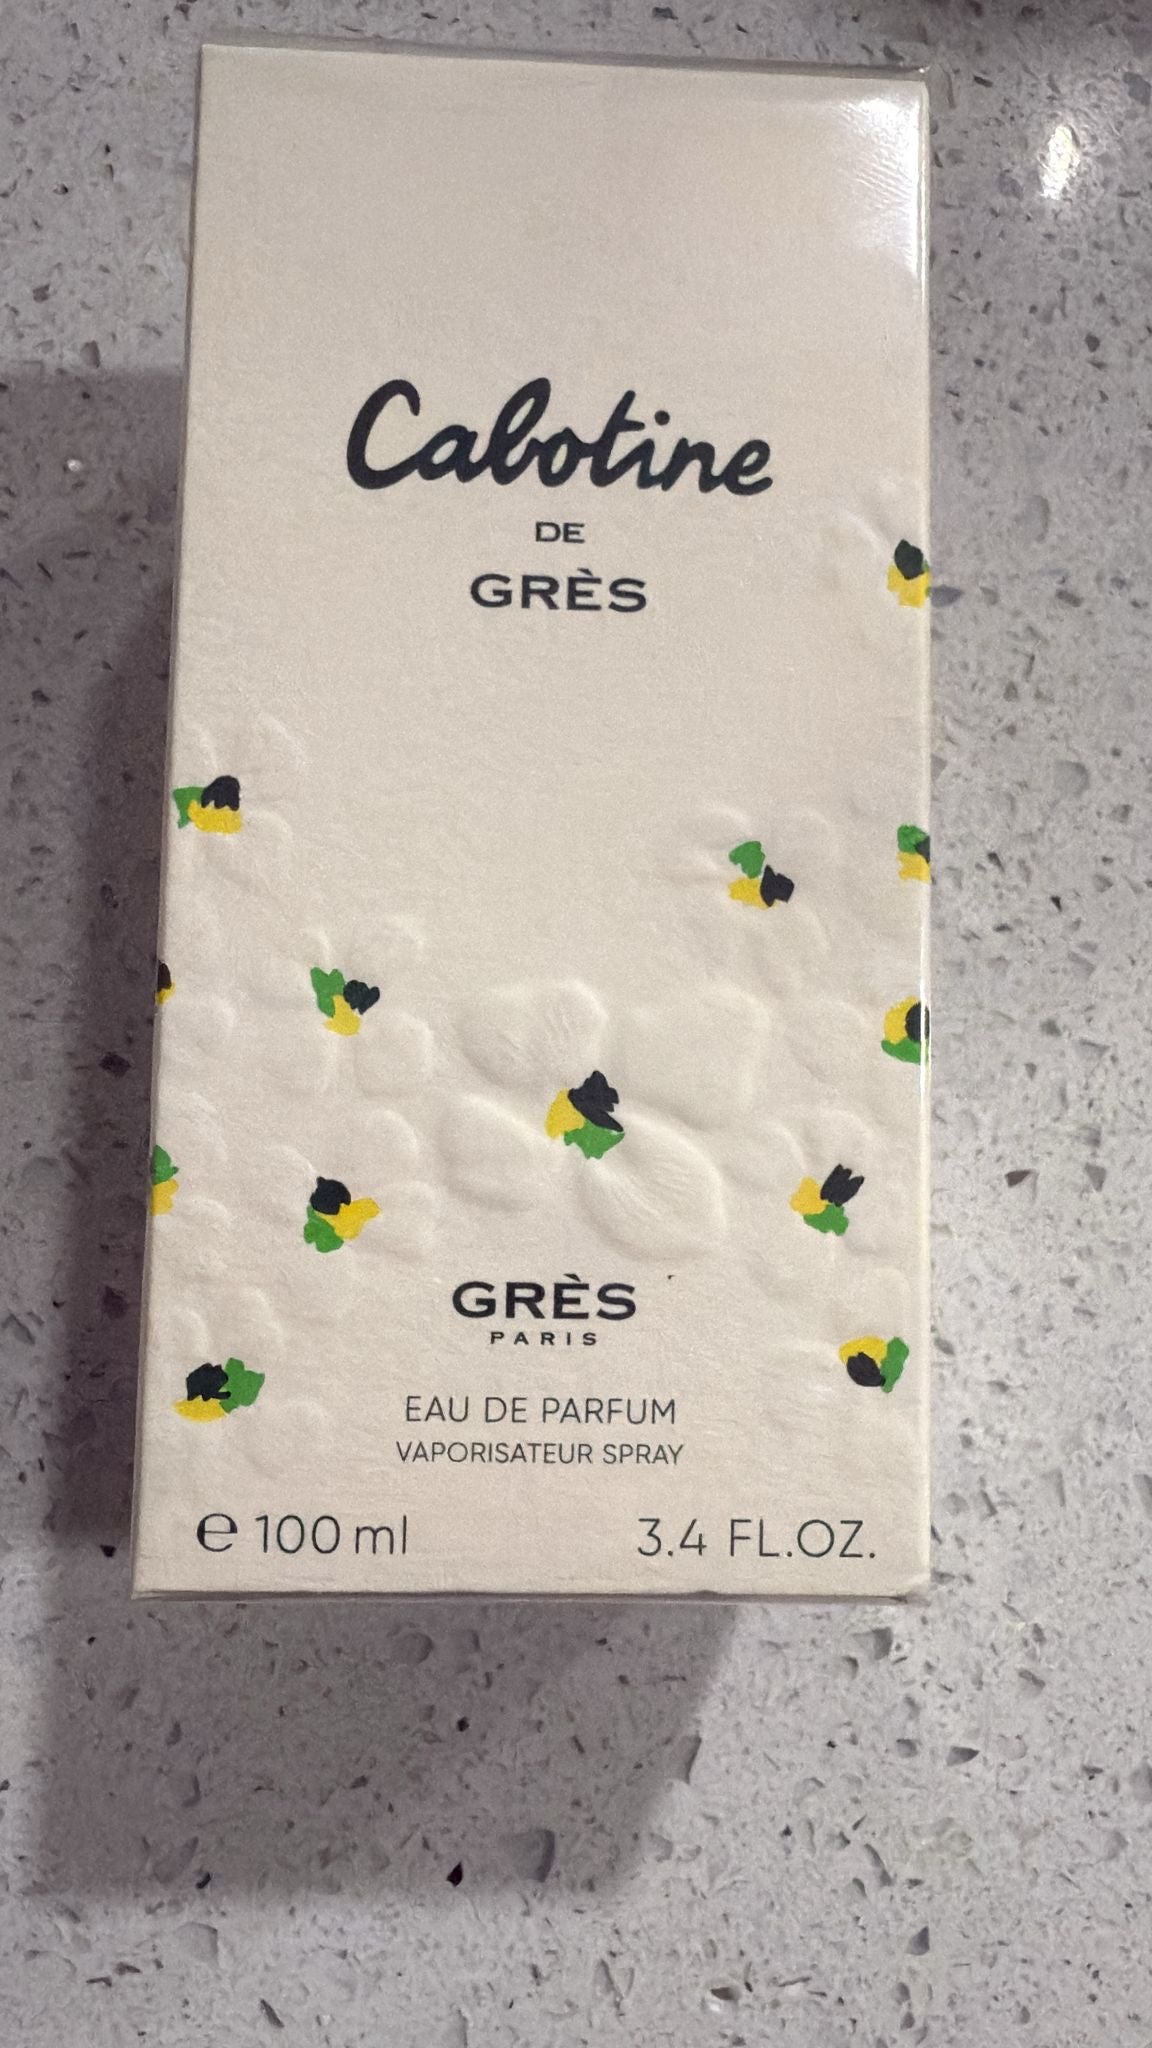 Cabotine
DE
GRÈS
GRÈS
PARIS
EAU DE PARFUM
VAPORISATEUR SPRAY
℮ 100 ml 3.4 FL.OZ.